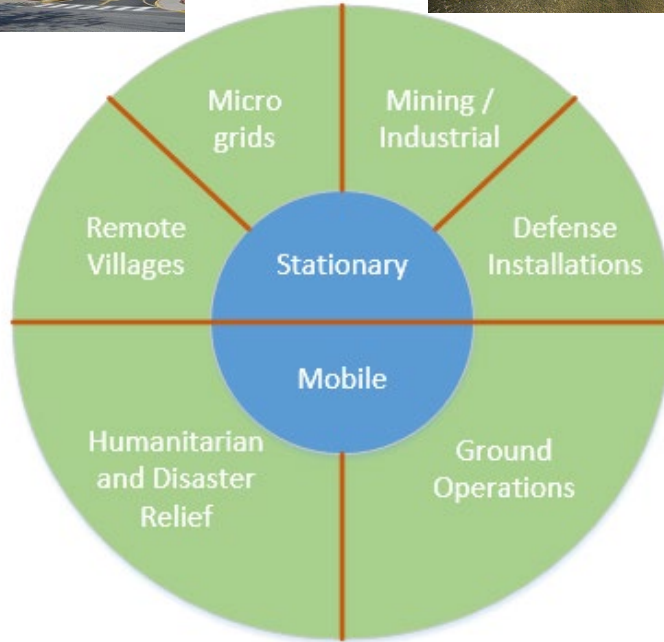 Micro
grids
Mining /
Industrial
Remote
Villages
Stationary
Defense
Installations
Mobile
Humanitarian
and Disaster
Relief
Ground
Operations